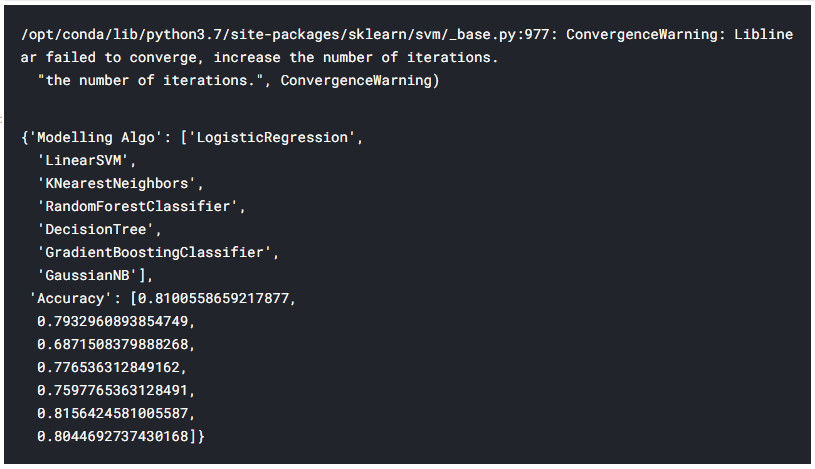 /opt/conda/lib/python3.7/site-packages/sklearn/svm/_base.py:977: ConvergenceWarning: Libline
ar failed to converge, increase the number of iterations.
  "the number of iterations.", ConvergenceWarning)
{'Modelling Algo': ['LogisticRegression',
  'LinearSVM',
  'KNearestNeighbors',
  'RandomForestClassifier',
  'DecisionTree',
  'GradientBoostingClassifier',
  'GaussianNB'],
 'Accuracy': [0.8100558659217877,
  0.7932960893854749,
  0.6871508379888268,
  0.776536312849162,
  0.7597765363128491,
  0.8156424581005587,
  0.8044692737430168]}